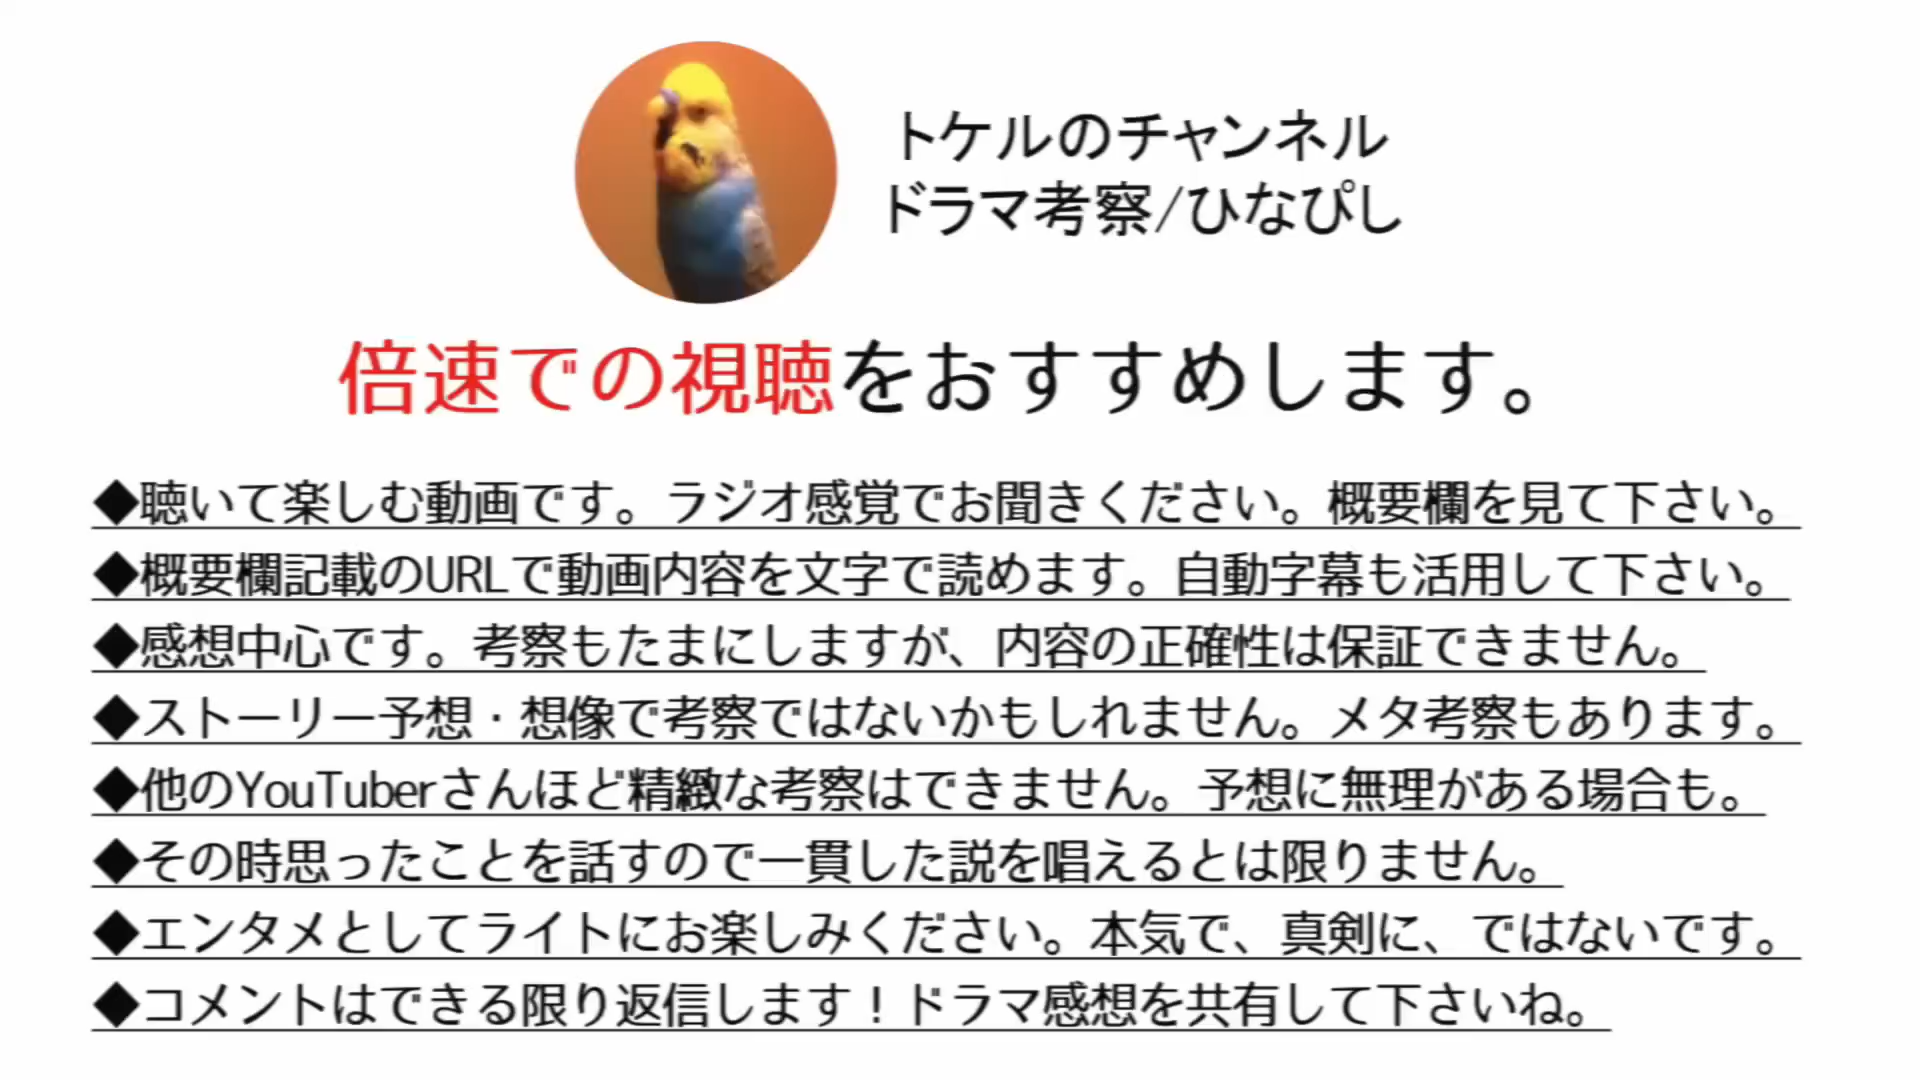 トケルのチャンネル
ドラマ考察/ひなぴし
倍速での視聴をおすすめします。
◆聴いて楽しむ動画です。ラジオ感覚でお聞きください。概要欄を見て下さい。
◆概要欄記載のURLで動画内容を文字で読めます。自動字幕も活用して下さい。
◆感想中心です。考察もたまにしますが、内容の正確性は保証できません。
◆ストーリー予想・想像で考察ではないかもしれません。メタ考察もあります。
◆他のYouTuberさんほど精緻な考察はできません。予想に無理がある場合も。
◆その時思ったことを話すので一貫した説を唱えるとは限りません。
◆エンタメとしてライトにお楽しみください。本気で、真剣に、ではないです。
◆コメントはできる限り返信します！ドラマ感想を共有して下さいね。